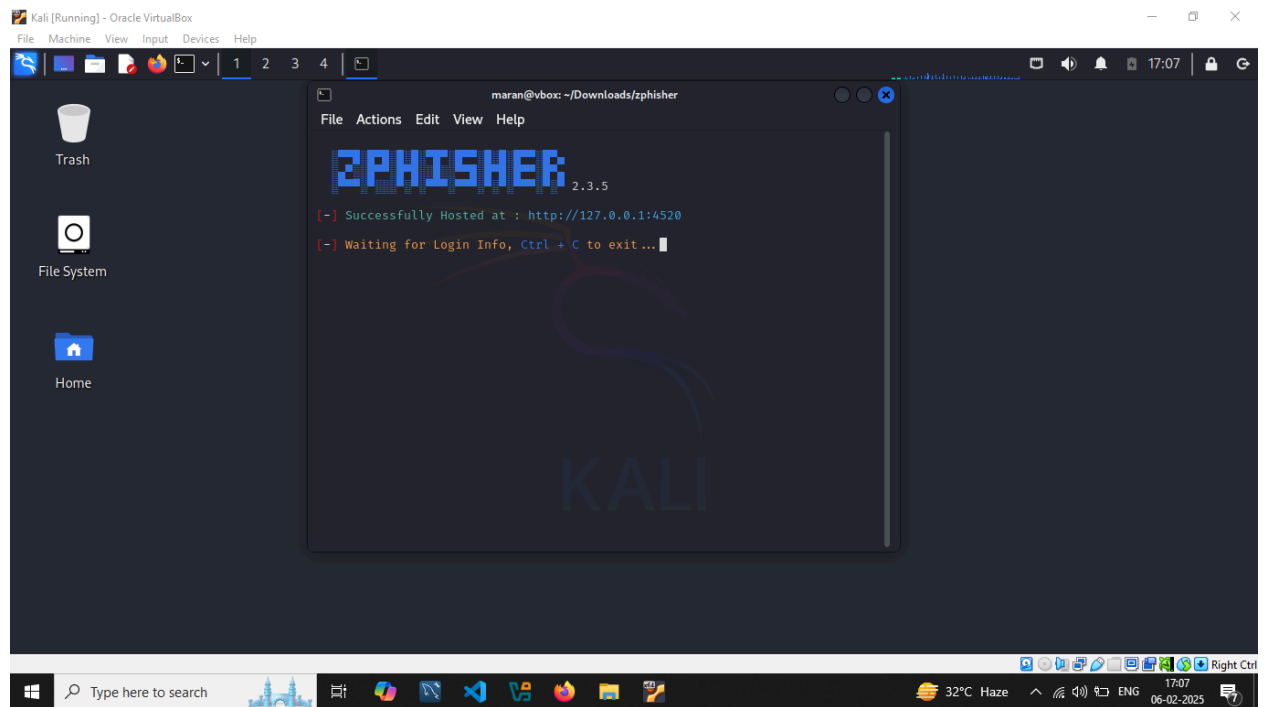 Kali [Running] - Oracle VirtualBox
File Machine View Input Devices Help
1 2 3 4
17:07
maran@vbox: ~/Downloads/zphisher
File Actions Edit View Help
Trash
ZPHISHER 2.3.5
[-] Successfully Hosted at : http://127.0.0.1:4520
[-] Waiting for Login Info, Ctrl + C to exit...
File System
Home
KALI
Right Ctrl
Type here to search
32°C Haze
ENG
17:07
06-02-2025
7